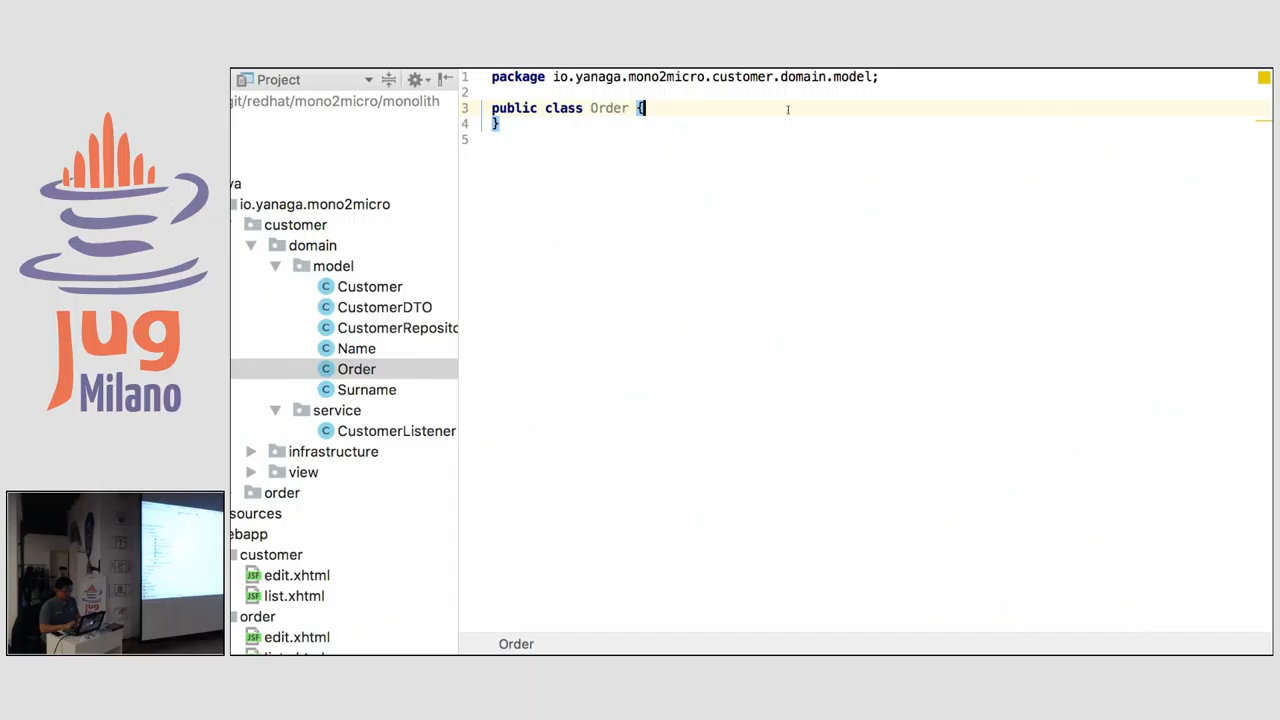 jug
Milano
Project
git/redhat/mono2micro/monolith
va
io.yanaga.mono2micro
customer
domain
model
Customer
CustomerDTO
CustomerReposito
Name
Order
Surname
service
CustomerListener
infrastructure
view
order
sources
ebapp
customer
edit.xhtml
list.xhtml
order
edit.xhtml
1 package io.yanaga.mono2micro.customer.domain.model;
2
3 public class Order {
4 }
5
Order